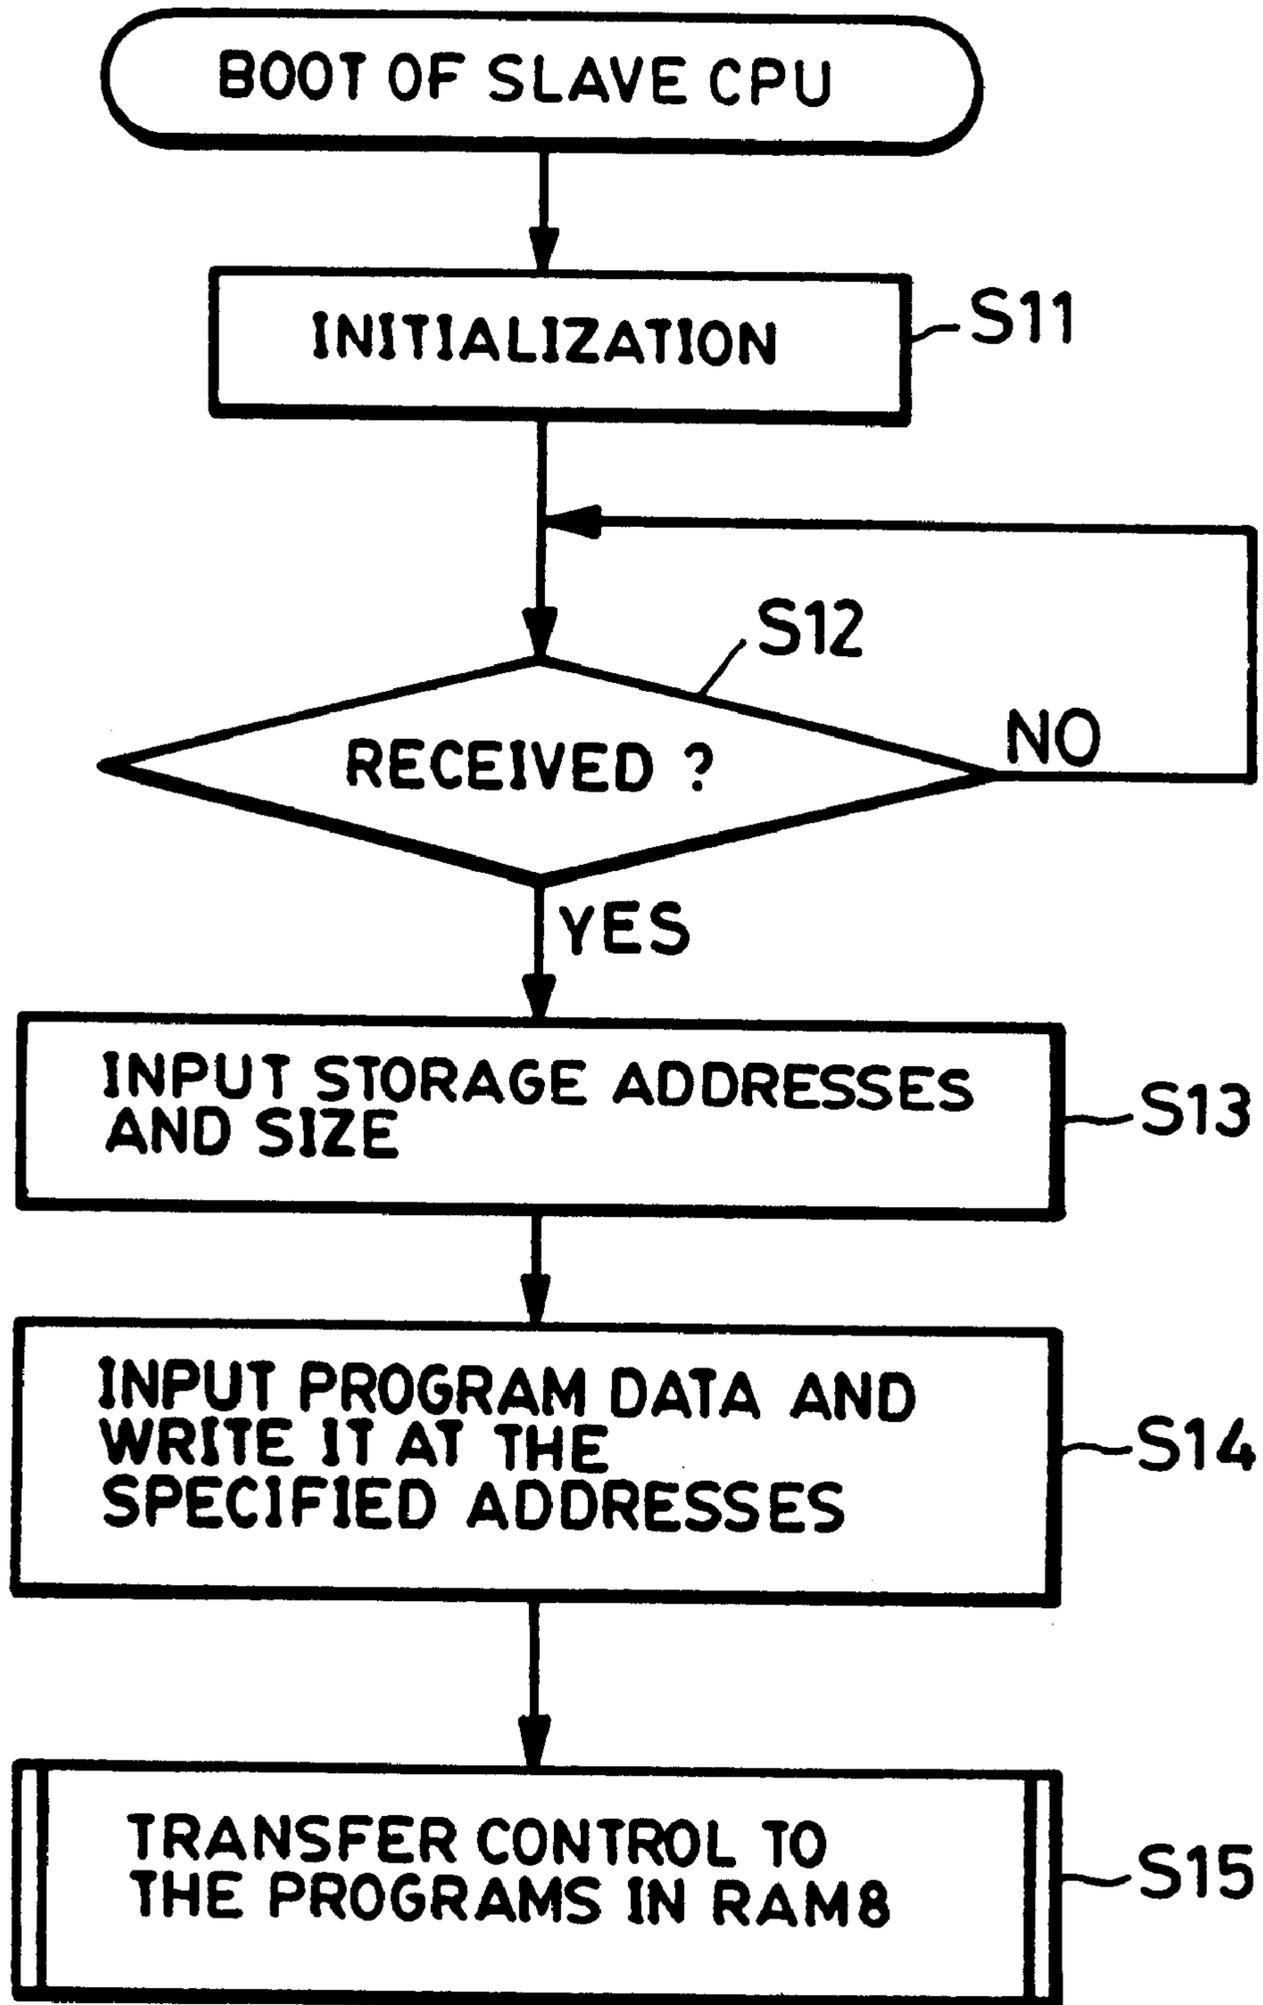 BOOT OF SLAVE CPU
INITIALIZATION
S11
S12
RECEIVED ?
NO
YES
INPUT STORAGE ADDRESSES
AND SIZE
S13
INPUT PROGRAM DATA AND
WRITE IT AT THE
SPECIFIED ADDRESSES
S14
TRANSFER CONTROL TO
THE PROGRAMS IN RAM8
S15